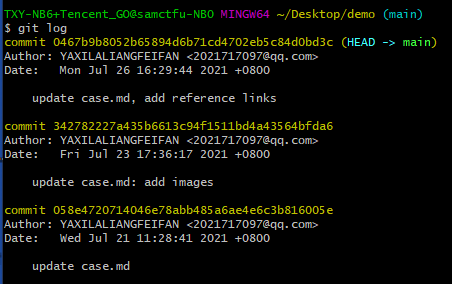 TXY-NB6+Tencent_GO@samctfu-NB0 MINGW64 ~/Desktop/demo (main)
$ git log
commit 0467b9b8052b65894d6b71cd4702eb5c84d0bd3c (HEAD -> main)
Author: YAXILALIANGFEIFAN <2021717097@qq.com>
Date:   Mon Jul 26 16:29:44 2021 +0800
    update case.md, add reference links
commit 342782227a435b6613c94f1511bd4a43564bfda6
Author: YAXILALIANGFEIFAN <2021717097@qq.com>
Date:   Fri Jul 23 17:36:17 2021 +0800
    update case.md: add images
commit 058e4720714046e78abb485a6ae4e6c3b816005e
Author: YAXILALIANGFEIFAN <2021717097@qq.com>
Date:   Wed Jul 21 11:28:41 2021 +0800
    update case.md